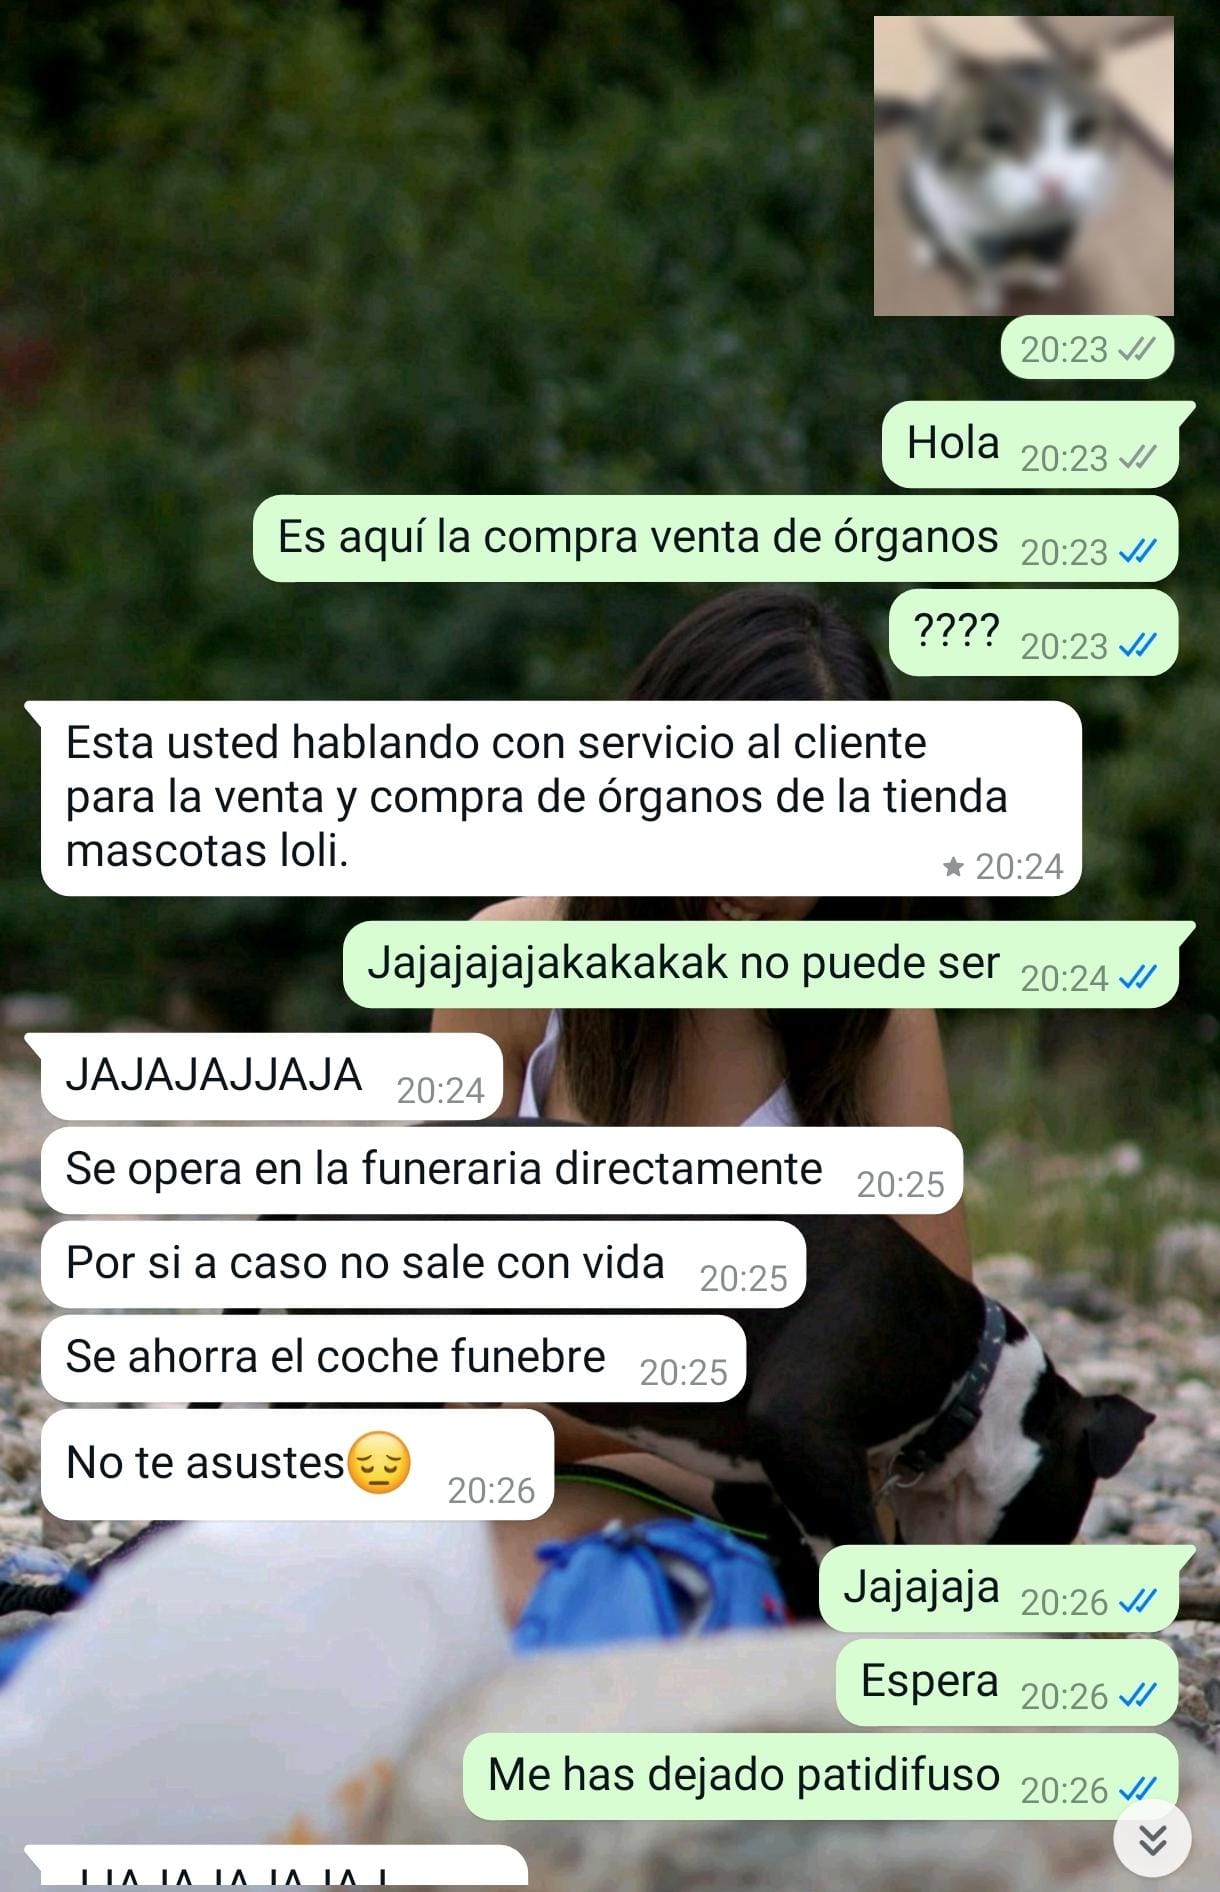 20:23
Hola 20:23
Es aquí la compra venta de órganos 20:23
???? 20:23
Esta usted hablando con servicio al cliente
para la venta y compra de órganos de la tienda
mascotas loli.
20:24
Jajajajajakakakak no puede ser 20:24
JAJAJAJJAJA 20:24
Se opera en la funeraria directamente 20:25
Por si a caso no sale con vida 20:25
Se ahorra el coche funebre 20:25
No te asustes😔 20:26
Jajajaja 20:26
Espera 20:26
Me has dejado patidifuso 20:26